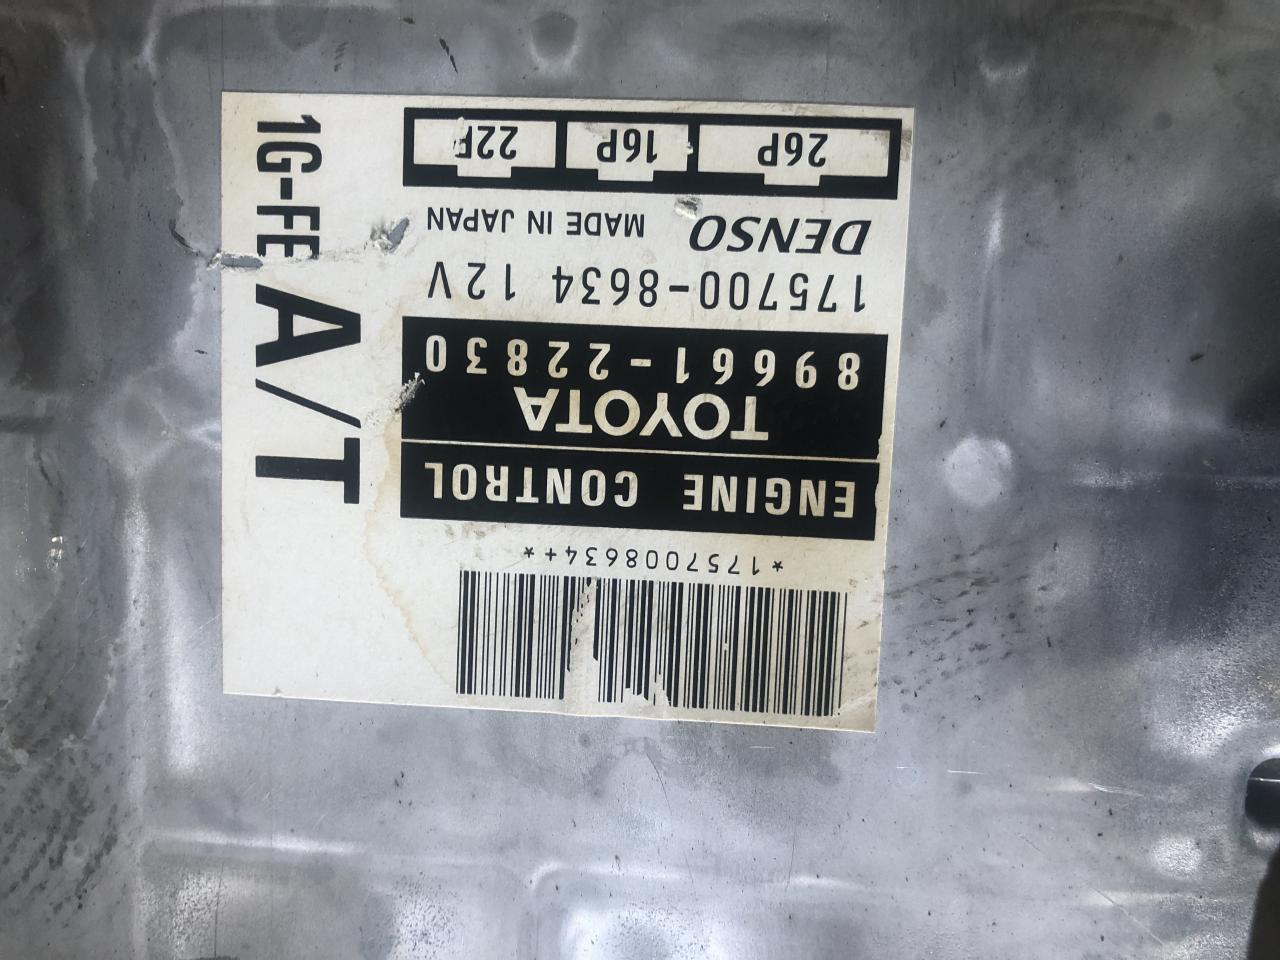 *1757008634+*
ENGINE CONTROL
TOYOTA
89661-22830
175700-8634 12V
DENSO MADE IN JAPAN
26P 16P 22P
1G-FE A/T